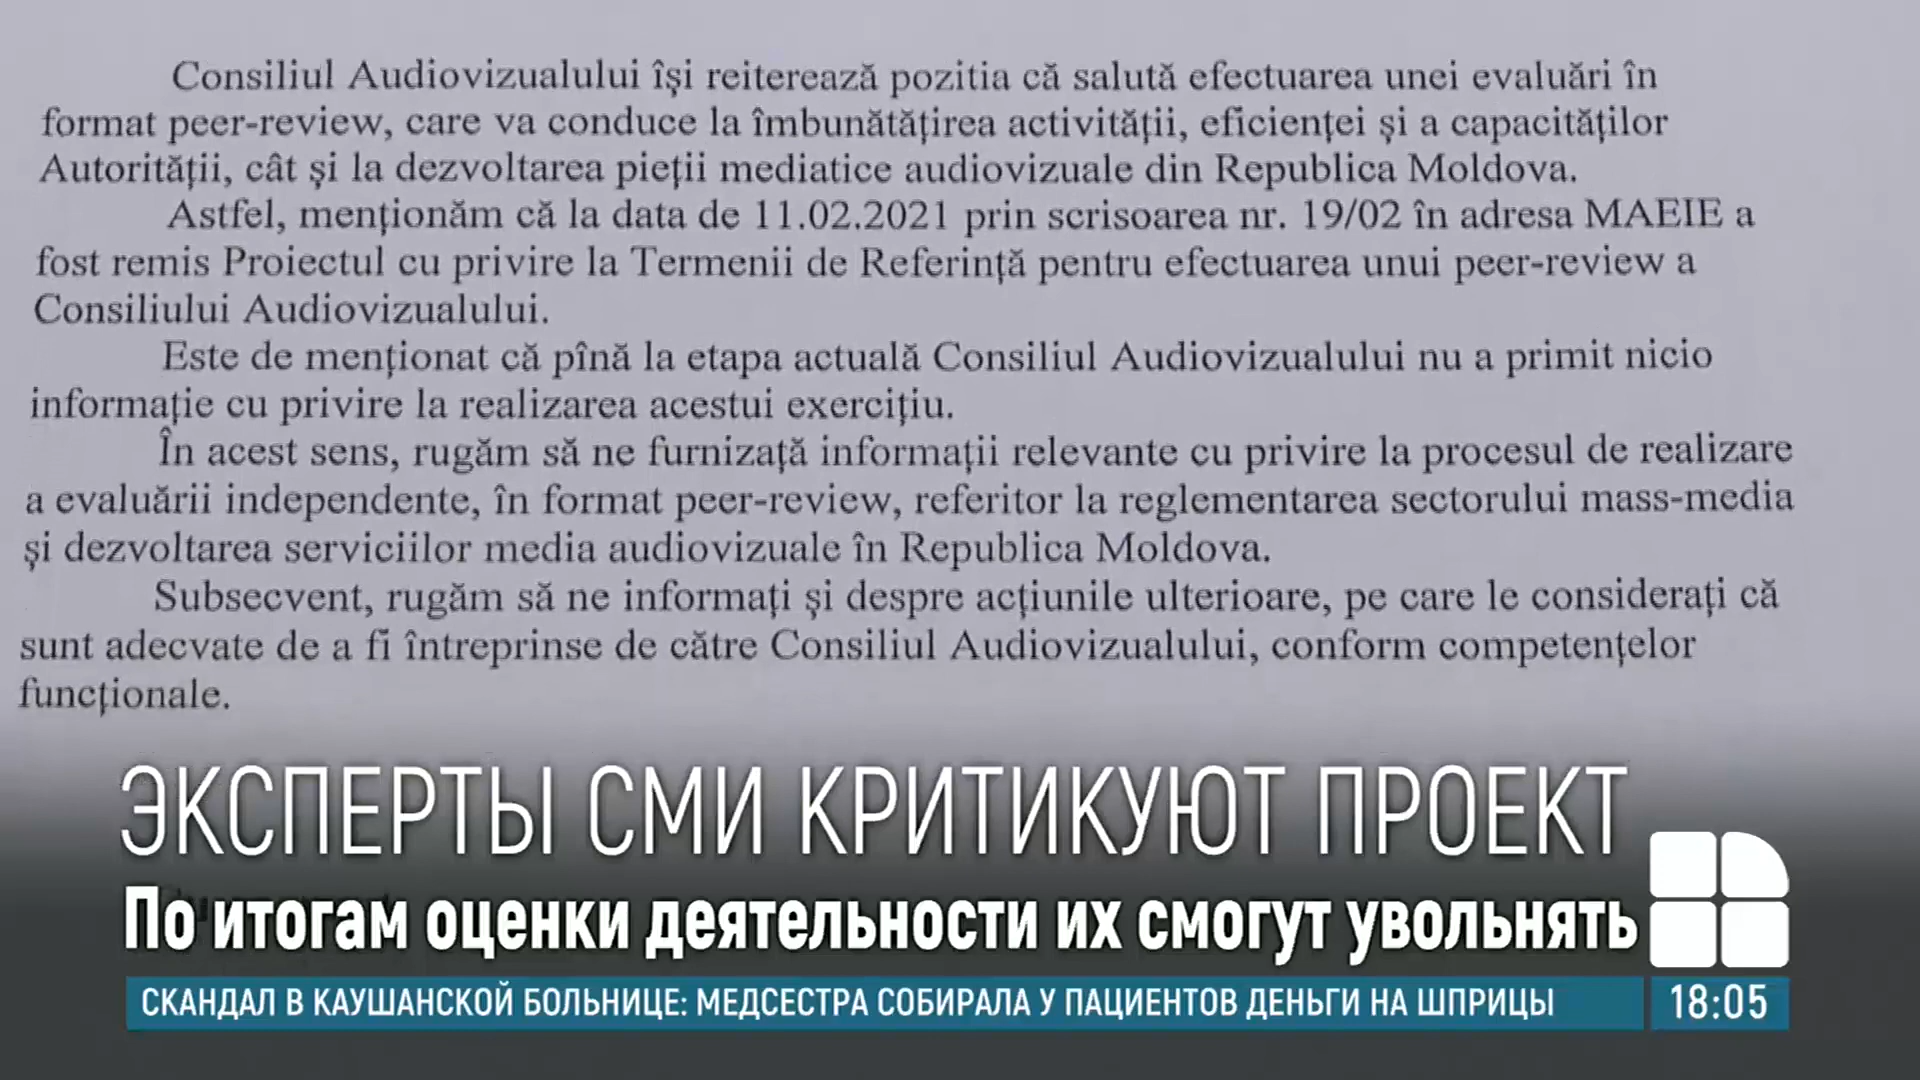 Consiliul Audiovizualului își reiterează pozitia că salută efectuarea unei evaluări în
format peer-review, care va conduce la îmbunătățirea activității, eficienței și a capacităților
Autorității, cât și la dezvoltarea pieții mediatice audiovizuale din Republica Moldova.
Astfel, menționăm că la data de 11.02.2021 prin scrisoarea nr. 19/02 în adresa MAEIE a
fost remis Proiectul cu privire la Termenii de Referință pentru efectuarea unui peer-review a
Consiliului Audiovizualului.
Este de menționat că pînă la etapa actuală Consiliul Audiovizualului nu a primit nicio
informație cu privire la realizarea acestui exercițiu.
În acest sens, rugăm să ne furnizață informații relevante cu privire la procesul de realizare
a evaluării independente, în format peer-review, referitor la reglementarea sectorului mass-media
și dezvoltarea serviciilor media audiovizuale în Republica Moldova.
Subsecvent, rugăm să ne informați și despre acțiunile ulterioare, pe care le considerați că
sunt adecvate de a fi întreprinse de către Consiliul Audiovizualului, conform competențelor
funcționale.
ЭКСПЕРТЫ СМИ КРИТИКУЮТ ПРОЕКТ
По итогам оценки деятельности их смогут увольнять
СКАНДАЛ В КАУШАНСКОЙ БОЛЬНИЦЕ: МЕДСЕСТРА СОБИРАЛА У ПАЦИЕНТОВ ДЕНЬГИ НА ШПРИЦЫ
18:05